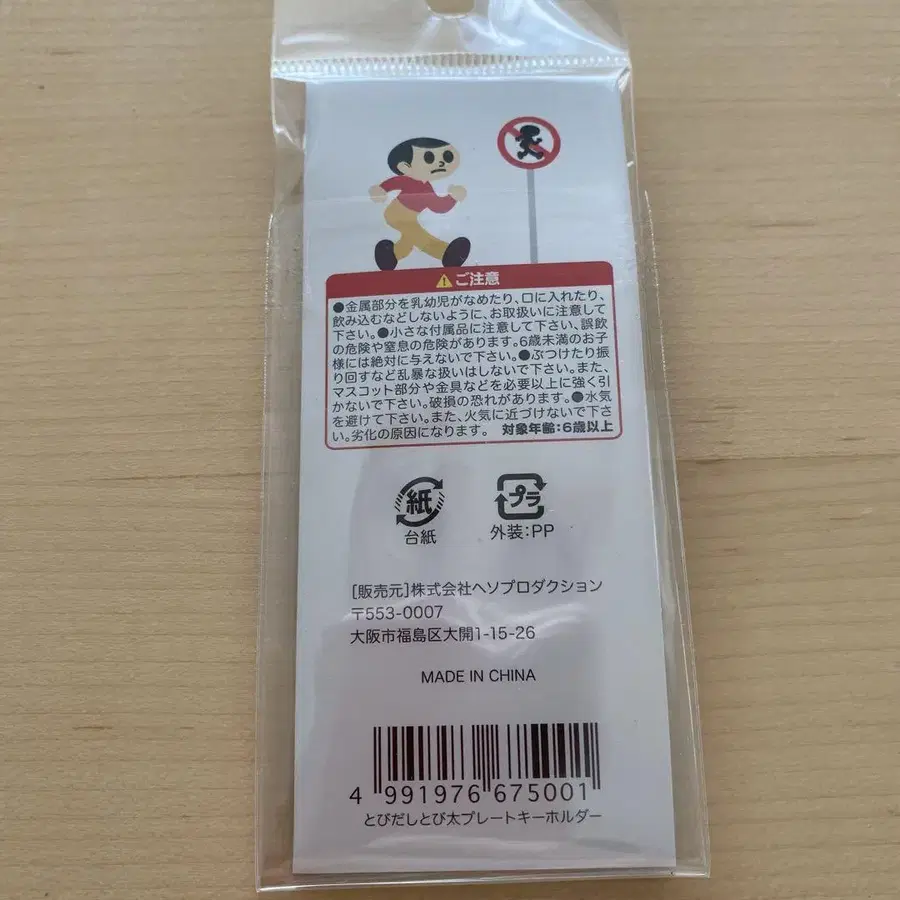 ⚠ご注意
●金属部分を乳幼児がなめたり、口に入れたり、
飲み込むなどしないように、お取扱いに注意して
下さい。●小さな付属品に注意して下さい、誤飲
の危険や窒息の危険があります。6歳未満のお子
様には絶対に与えないで下さい。●ぶつけたり振
り回すなど乱暴な扱いはしないで下さい。また、
マスコット部分や金具などを必要以上に強く引
かないで下さい。破損の恐れがあります。●水気
を避けて下さい。また、火気に近づけないで下さ
い。劣化の原因になります。 対象年齢:6歳以上
紙 プラ
台紙 外装:PP
[販売元]株式会社ヘソプロダクション
〒553-0007
大阪市福島区大開1-15-26
MADE IN CHINA
4 991976 675001
とびだしとび太プレートキーホルダー